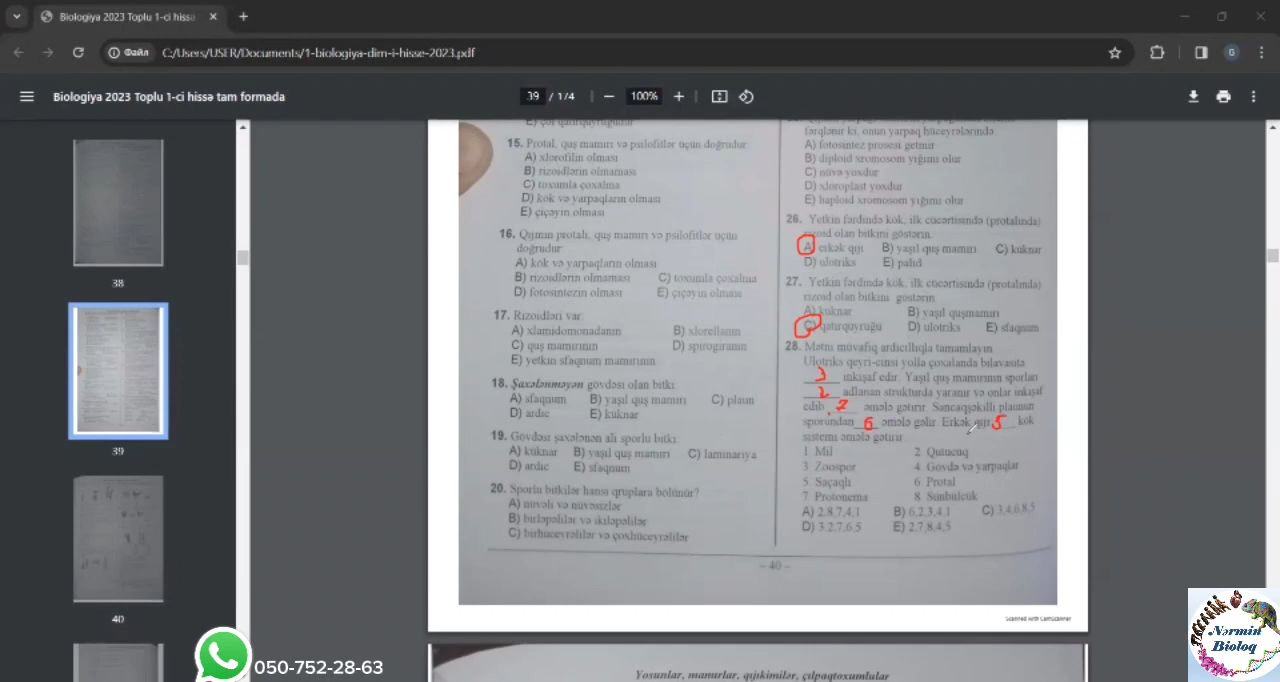 Biologiya 2023 Toplu 1-ci hissə
Файл
C:/Users/USER/Documents/1-biologiya-dim-i-hisse-2023.pdf
G
Biologiya 2023 Toplu 1-ci hissə tam formada
39 / 174
100%
38
39
40
15. Protal, quş mamırı və psilofitlər üçün doğrudur
A) xlorofilin olması
B) rizoidlərin olmaması
C) toxumla çoxalma
D) kök və yarpaqların olması
E) çiçəyin olması
16. Qıjının protalı, quş mamırı və psilofitlər üçün
doğrudur
A) kök və yarpaqların olması
B) rizoidlərin olmaması C) toxumla çoxalma
D) fotosintezin olması E) çiçəyin olması
17. Rizoidləri var:
A) xlamidomonadanın B) xlorellanın
C) quş mamırının D) spirogiranın
E) yetkin sfaqnum mamırının
18. Şaxələnməyən gövdəsi olan bitki:
A) sfaqnum B) yaşıl quş mamırı C) plaun
D) ardıc E) küknar
19. Gövdəsi şaxələnən ali sporlu bitki:
A) küknar B) yaşıl quş mamırı C) laminariya
D) ardıc E) sfaqnum
20. Sporlu bitkilər hansı qruplara bölünür?
A) nüvəli və nüvəsizlər
B) birləpəlilər və ikiləpəlilər
C) birhüceyrəlilər və çoxhüceyrəlilər
fərqlənir ki, onun yarpaq hüceyrələrində
A) fotosintez prosesi getmir
B) diploid xromosom yığımı olur
C) nüvə yoxdur
D) xloroplast yoxdur
E) haploid xromosom yığımı olur
26. Yetkin fərdində kök, ilk cücərtisində (protalında)
rizoid olan bitkini göstərin.
A) erkək qıjı B) yaşıl quş mamırı C) küknar
D) ulotriks E) palıd
27. Yetkin fərdində kök, ilk cücərtisində (protalında)
rizoid olan bitkini göstərin
A) küknar B) yaşıl quşmamırı
C) qatırquyruğu D) ulotriks E) sfaqnum
28. Mətni müvafiq ardıcıllıqla tamamlayın
Ulotriks qeyri-cinsi yolla çoxalanda bilavasitə
3 inkişaf edir. Yaşıl quş mamırının sporları
2 adlanan strukturda yaranır və onlar inkişaf
edib 7 əmələ gətirir. Sancaqşəkilli plaunun
sporundan 6 əmələ gəlir. Erkək qıjı 5 kök
sistemi əmələ gətirir
1 Mil 2 Qutucuq
3 Zoospor 4 Gövdə və yarpaqlar
5 Saçaqlı 6 Protal
7 Protonema 8 Sünbülcük
A) 2,8,7,4,1 B) 6,2,3,4,1 C) 3,4,6,8,5
D) 3,2,7,6,5 E) 2,7,8,4,5
– 40 –
Scanned with CamScanner
Yosunlar, mamırlar, qıjıkimilər, çılpaqtoxumlular
050-752-28-63
Nərmin
Bioloq